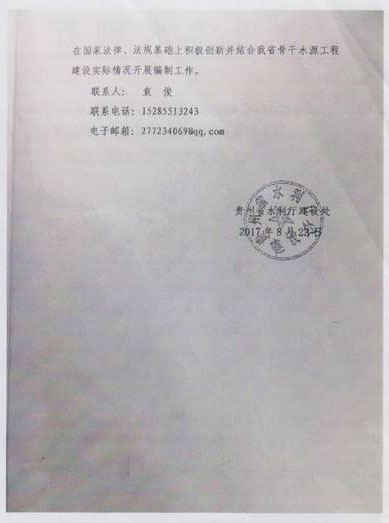 在国家法律、法规基础上积极创新并结合我省骨干水源工程
建设实际情况开展编制工作。
联系人： 袁 俊
联系电话：15285513243
电子邮箱：277234069@qq.com
贵州省水利厅建设处
2017年8月23日